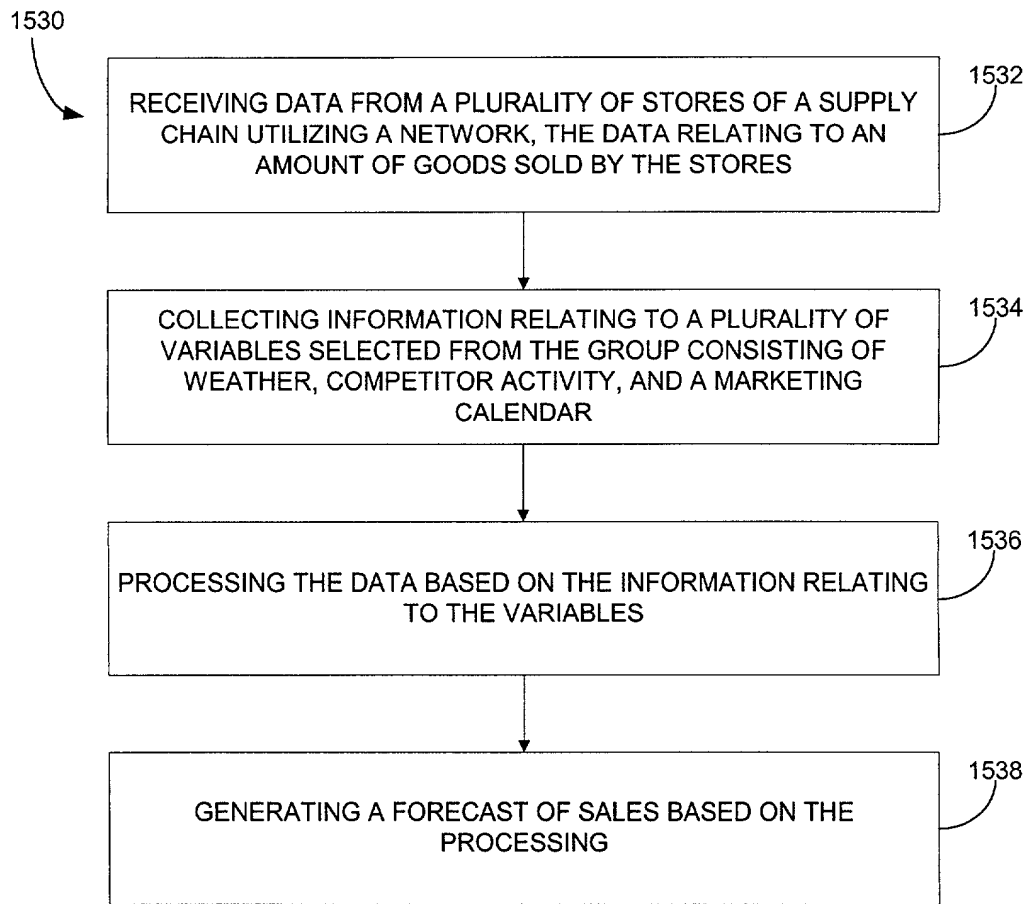 1530
1532
RECEIVING DATA FROM A PLURALITY OF STORES OF A SUPPLY
CHAIN UTILIZING A NETWORK, THE DATA RELATING TO AN
AMOUNT OF GOODS SOLD BY THE STORES
1534
COLLECTING INFORMATION RELATING TO A PLURALITY OF
VARIABLES SELECTED FROM THE GROUP CONSISTING OF
WEATHER, COMPETITOR ACTIVITY, AND A MARKETING
CALENDAR
1536
PROCESSING THE DATA BASED ON THE INFORMATION RELATING
TO THE VARIABLES
1538
GENERATING A FORECAST OF SALES BASED ON THE
PROCESSING